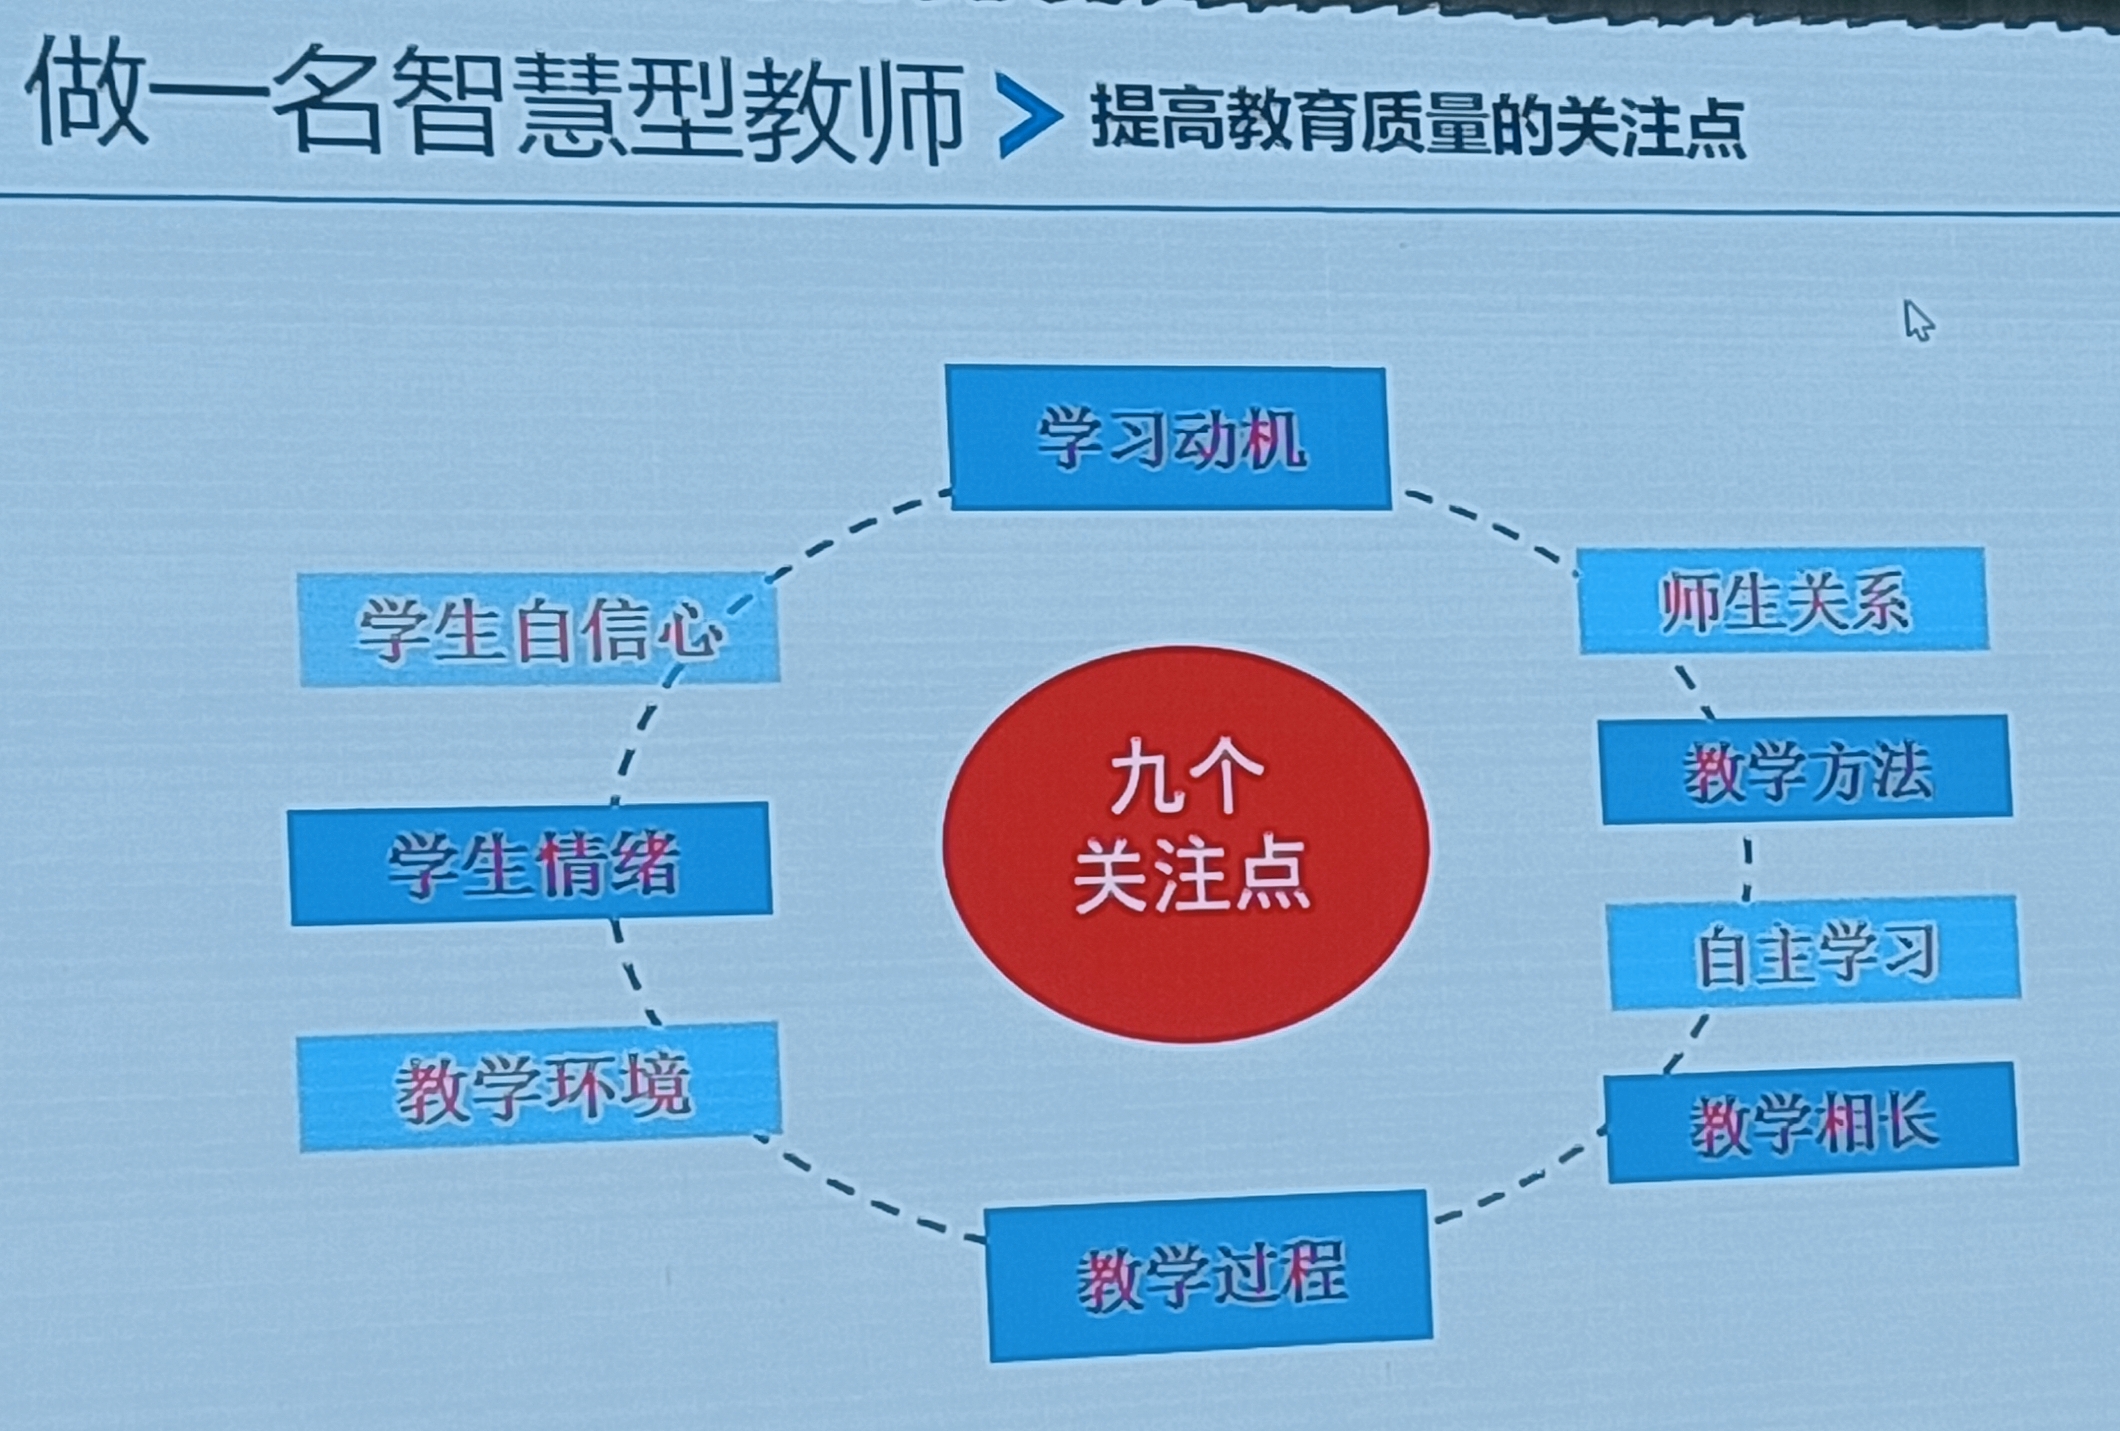 做一名智慧型教师
提高教育质量的关注点
学习动机
学生自信心
师生关系
九个
关注点
教学方法
学生情绪
自主学习
教学环境
教学相长
教学过程